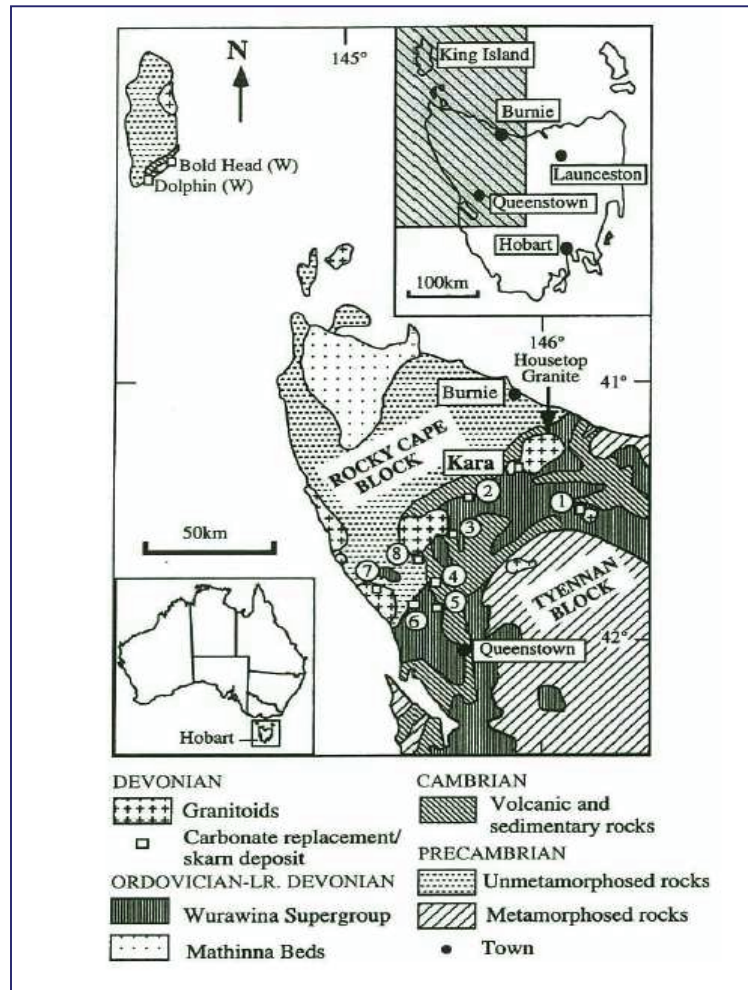 N
145°
King Island
Burnie
Launceston
Queenstown
Hobart
100km
Bold Head (W)
Dolphin (W)
146°
Housetop
Granite
41°
Burnie
ROCKY CAPE
BLOCK
Kara
1
2
3
50km
8
7
4
5
6
TYENNAN
BLOCK
42°
Queenstown
Hobart
DEVONIAN
Granitoids
Carbonate replacement/
skarn deposit
ORDOVICIAN-LR. DEVONIAN
Wurawina Supergroup
Mathinna Beds
CAMBRIAN
Volcanic and
sedimentary rocks
PRECAMBRIAN
Unmetamorphosed rocks
Metamorphosed rocks
Town